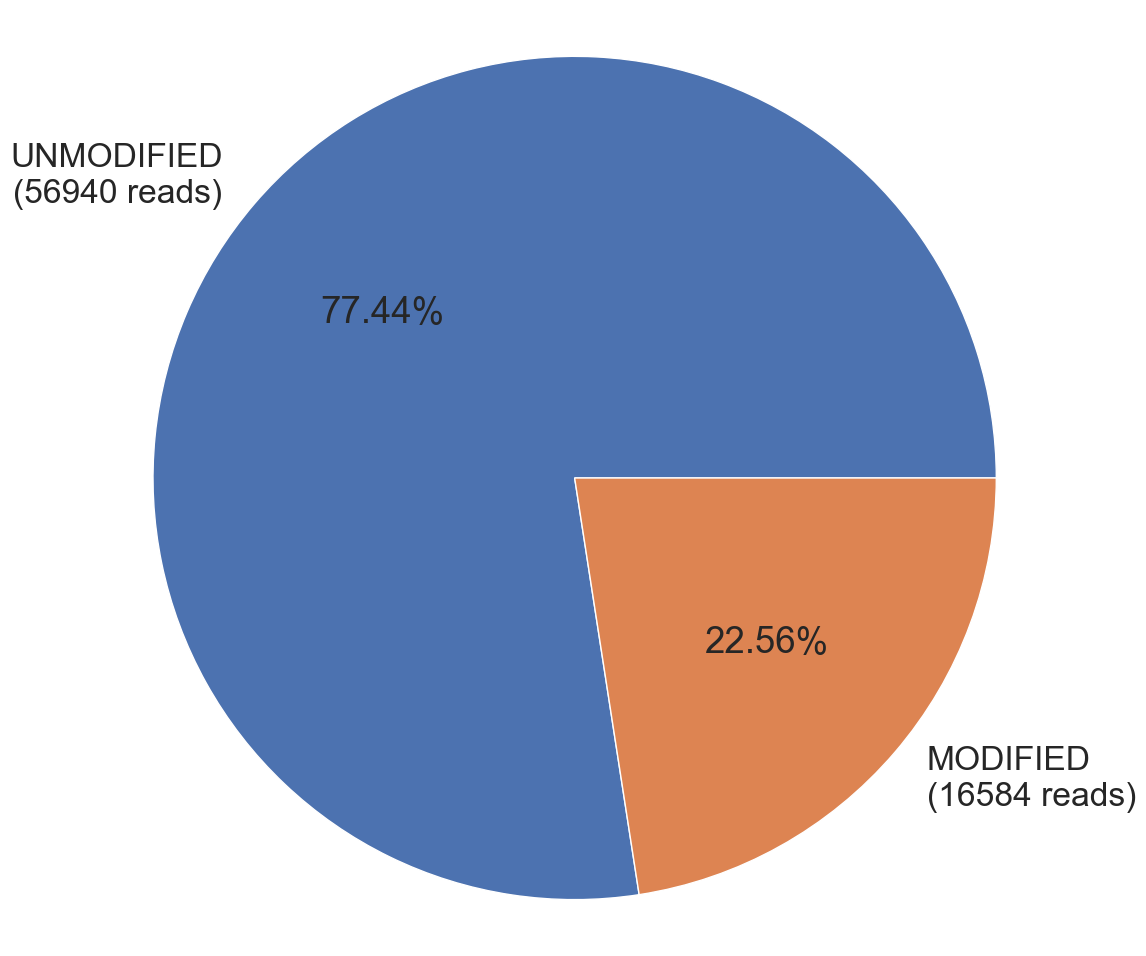 UNMODIFIED
(56940 reads)
77.44%
22.56%
MODIFIED
(16584 reads)